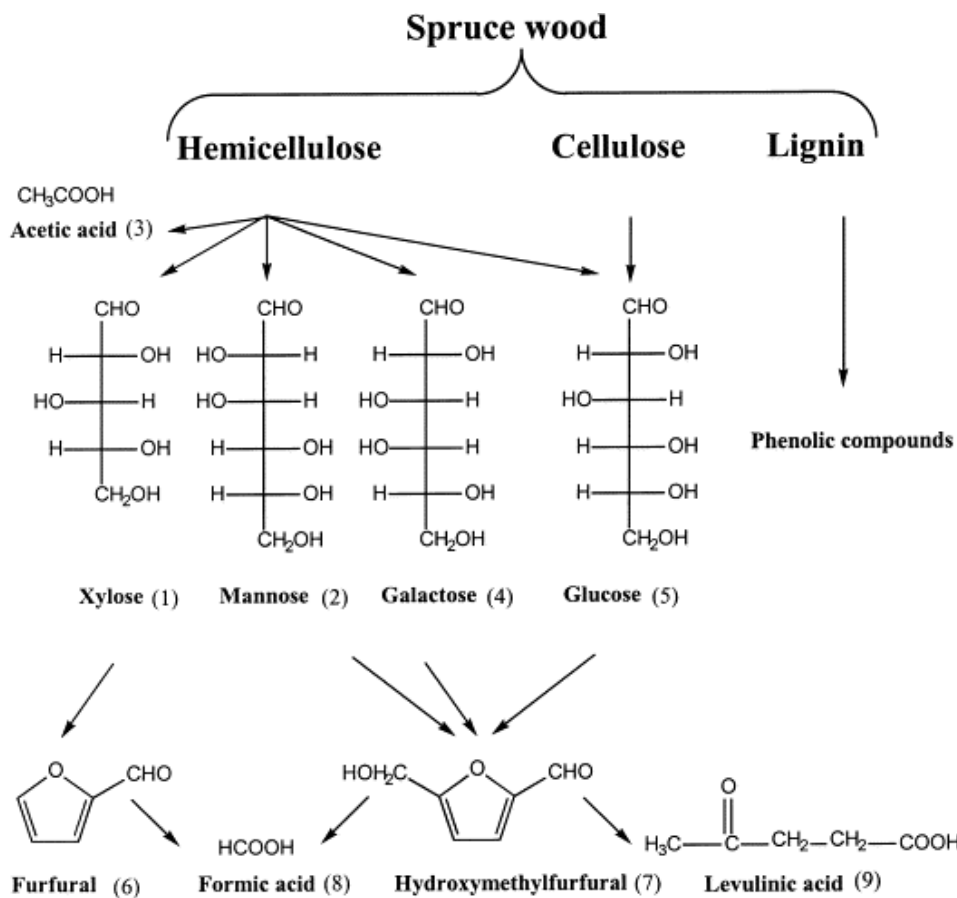 Spruce wood
Hemicellulose Cellulose Lignin
CH₃COOH
Acetic acid (3)
CHO CHO CHO CHO
H OH HO H H OH H OH
HO H HO H HO H HO H
H OH H OH HO H H OH
CH₂OH H OH H OH H OH
CH₂OH CH₂OH CH₂OH
Phenolic compounds
Xylose (1) Mannose (2) Galactose (4) Glucose (5)
O CHO HOH₂C O CHO
O
H₃C C CH₂ CH₂ COOH
HCOOH
Furfural (6) Formic acid (8) Hydroxymethylfurfural (7) Levulinic acid (9)